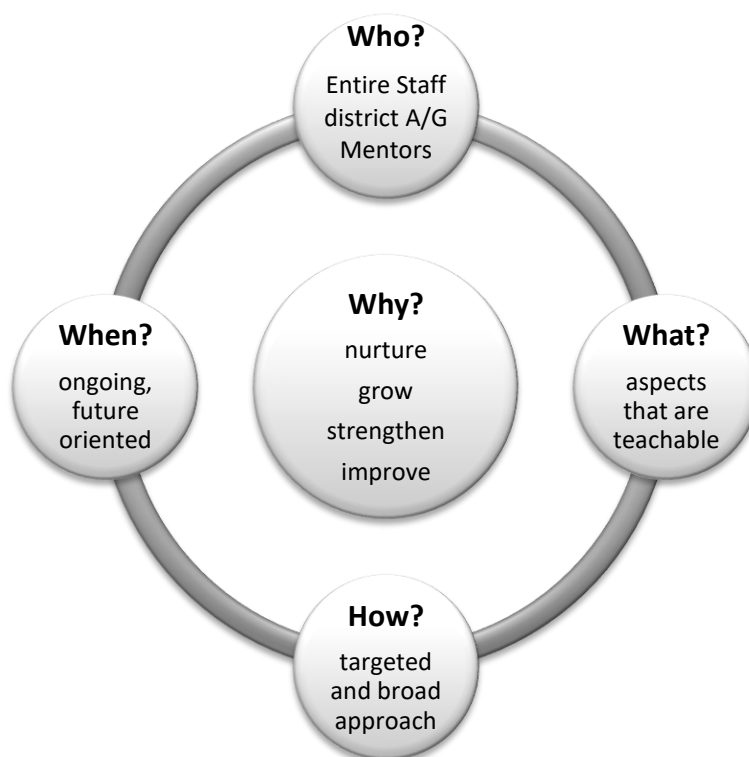 Who?
Entire Staff
district A/G
Mentors
When?
ongoing,
future
oriented
Why?
nurture
grow
strengthen
improve
What?
aspects
that are
teachable
How?
targeted
and broad
approach